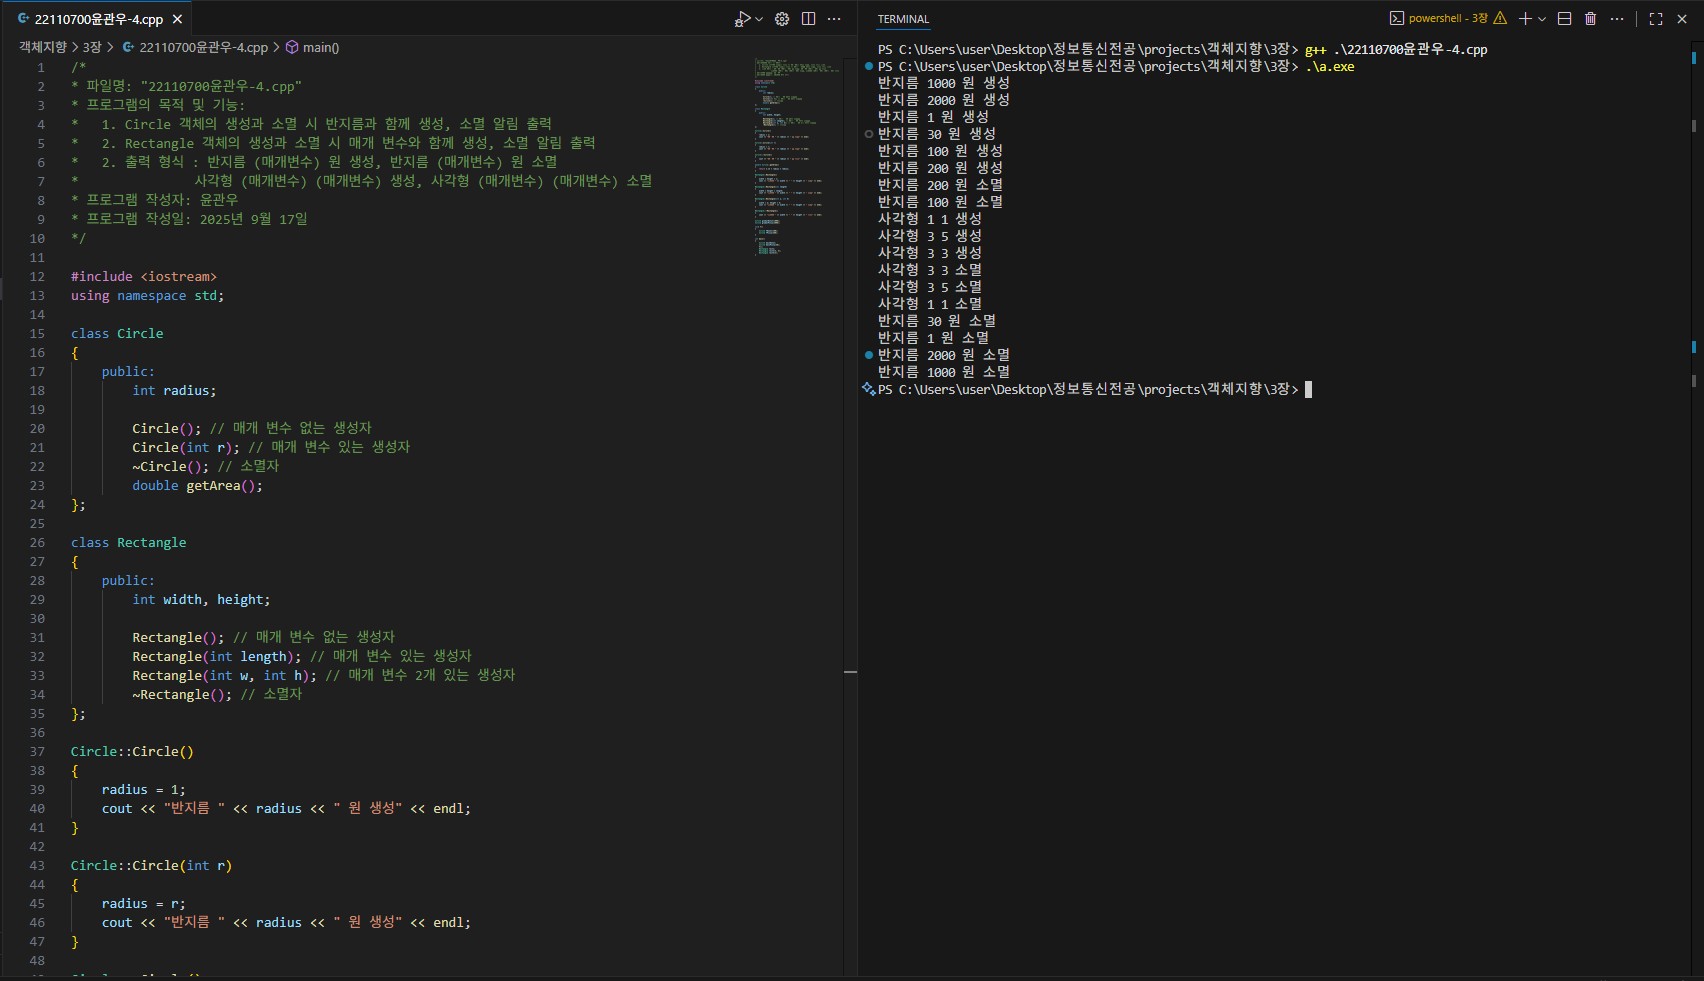 22110700윤관우-4.cpp
객체지향 > 3장 > 22110700윤관우-4.cpp > main()
1 /*
2 * 파일명: "22110700윤관우-4.cpp"
3 * 프로그램의 목적 및 기능:
4 *   1. Circle 객체의 생성과 소멸 시 반지름과 함께 생성, 소멸 알림 출력
5 *   2. Rectangle 객체의 생성과 소멸 시 매개 변수와 함께 생성, 소멸 알림 출력
6 *   2. 출력 형식 : 반지름 (매개변수) 원 생성, 반지름 (매개변수) 원 소멸
7 *               사각형 (매개변수) (매개변수) 생성, 사각형 (매개변수) (매개변수) 소멸
8 * 프로그램 작성자: 윤관우
9 * 프로그램 작성일: 2025년 9월 17일
10 */
11
12 #include <iostream>
13 using namespace std;
14
15 class Circle
16 {
17     public:
18         int radius;
19
20         Circle(); // 매개 변수 없는 생성자
21         Circle(int r); // 매개 변수 있는 생성자
22         ~Circle(); // 소멸자
23         double getArea();
24 };
25
26 class Rectangle
27 {
28     public:
29         int width, height;
30
31         Rectangle(); // 매개 변수 없는 생성자
32         Rectangle(int length); // 매개 변수 있는 생성자
33         Rectangle(int w, int h); // 매개 변수 2개 있는 생성자
34         ~Rectangle(); // 소멸자
35 };
36
37 Circle::Circle()
38 {
39     radius = 1;
40     cout << "반지름 " << radius << " 원 생성" << endl;
41 }
42
43 Circle::Circle(int r)
44 {
45     radius = r;
46     cout << "반지름 " << radius << " 원 생성" << endl;
47 }
48
TERMINAL
powershell - 3장
PS C:\Users\user\Desktop\정보통신전공\projects\객체지향\3장> g++ .\22110700윤관우-4.cpp
PS C:\Users\user\Desktop\정보통신전공\projects\객체지향\3장> .\a.exe
반지름 1000 원 생성
반지름 2000 원 생성
반지름 1 원 생성
반지름 30 원 생성
반지름 100 원 생성
반지름 200 원 생성
반지름 200 원 소멸
반지름 100 원 소멸
사각형 1 1 생성
사각형 3 5 생성
사각형 3 3 생성
사각형 3 3 소멸
사각형 3 5 소멸
사각형 1 1 소멸
반지름 30 원 소멸
반지름 1 원 소멸
반지름 2000 원 소멸
반지름 1000 원 소멸
PS C:\Users\user\Desktop\정보통신전공\projects\객체지향\3장>